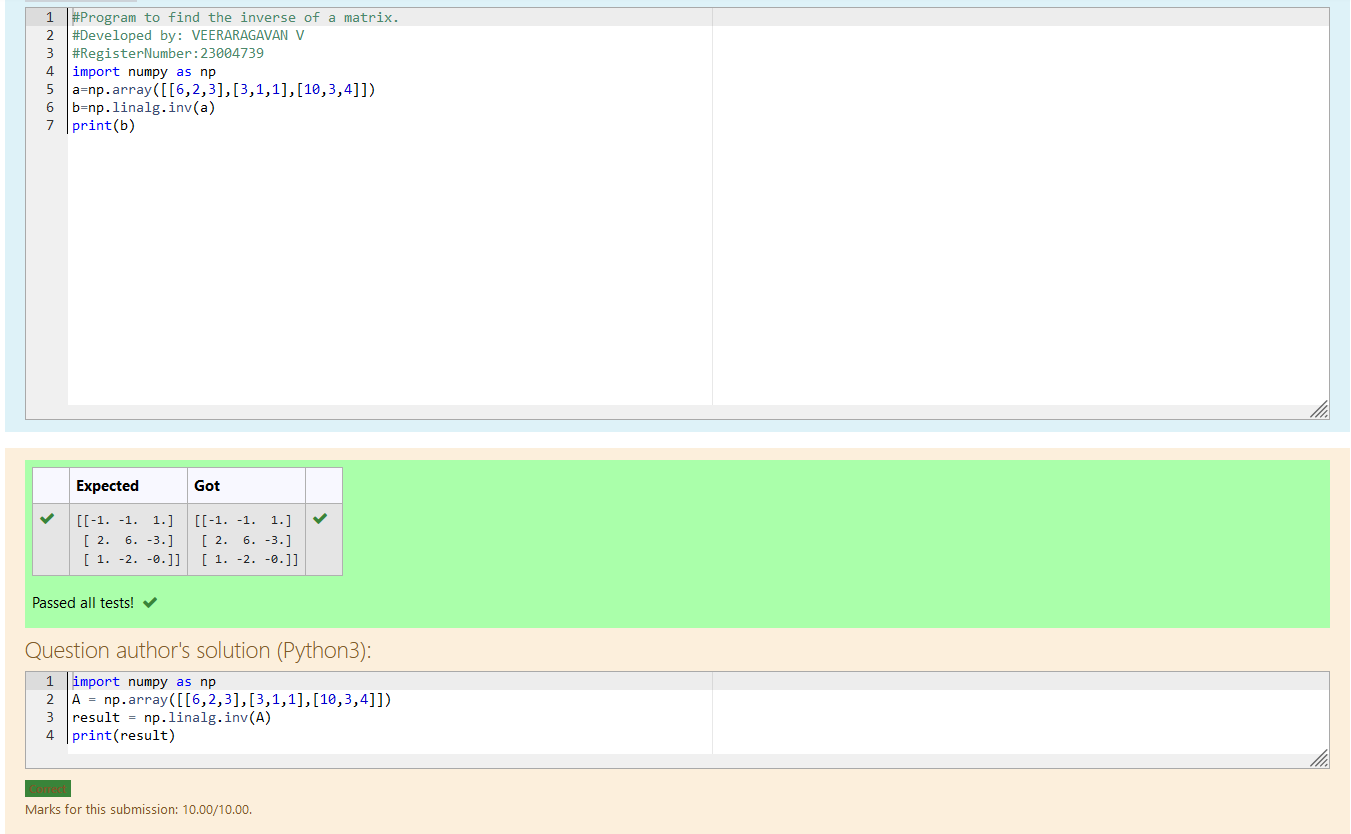 1 #Program to find the inverse of a matrix.
2 #Developed by: VEERARAGAVAN V
3 #RegisterNumber:23004739
4 import numpy as np
5 a=np.array([[6,2,3],[3,1,1],[10,3,4]])
6 b=np.linalg.inv(a)
7 print(b)
Expected Got
[[-1. -1.  1.] [[-1. -1.  1.]
[ 2.  6. -3.] [ 2.  6. -3.]
[ 1. -2. -0.]] [ 1. -2. -0.]]
Passed all tests!
Question author's solution (Python3):
1 import numpy as np
2 A = np.array([[6,2,3],[3,1,1],[10,3,4]])
3 result = np.linalg.inv(A)
4 print(result)
Correct
Marks for this submission: 10.00/10.00.